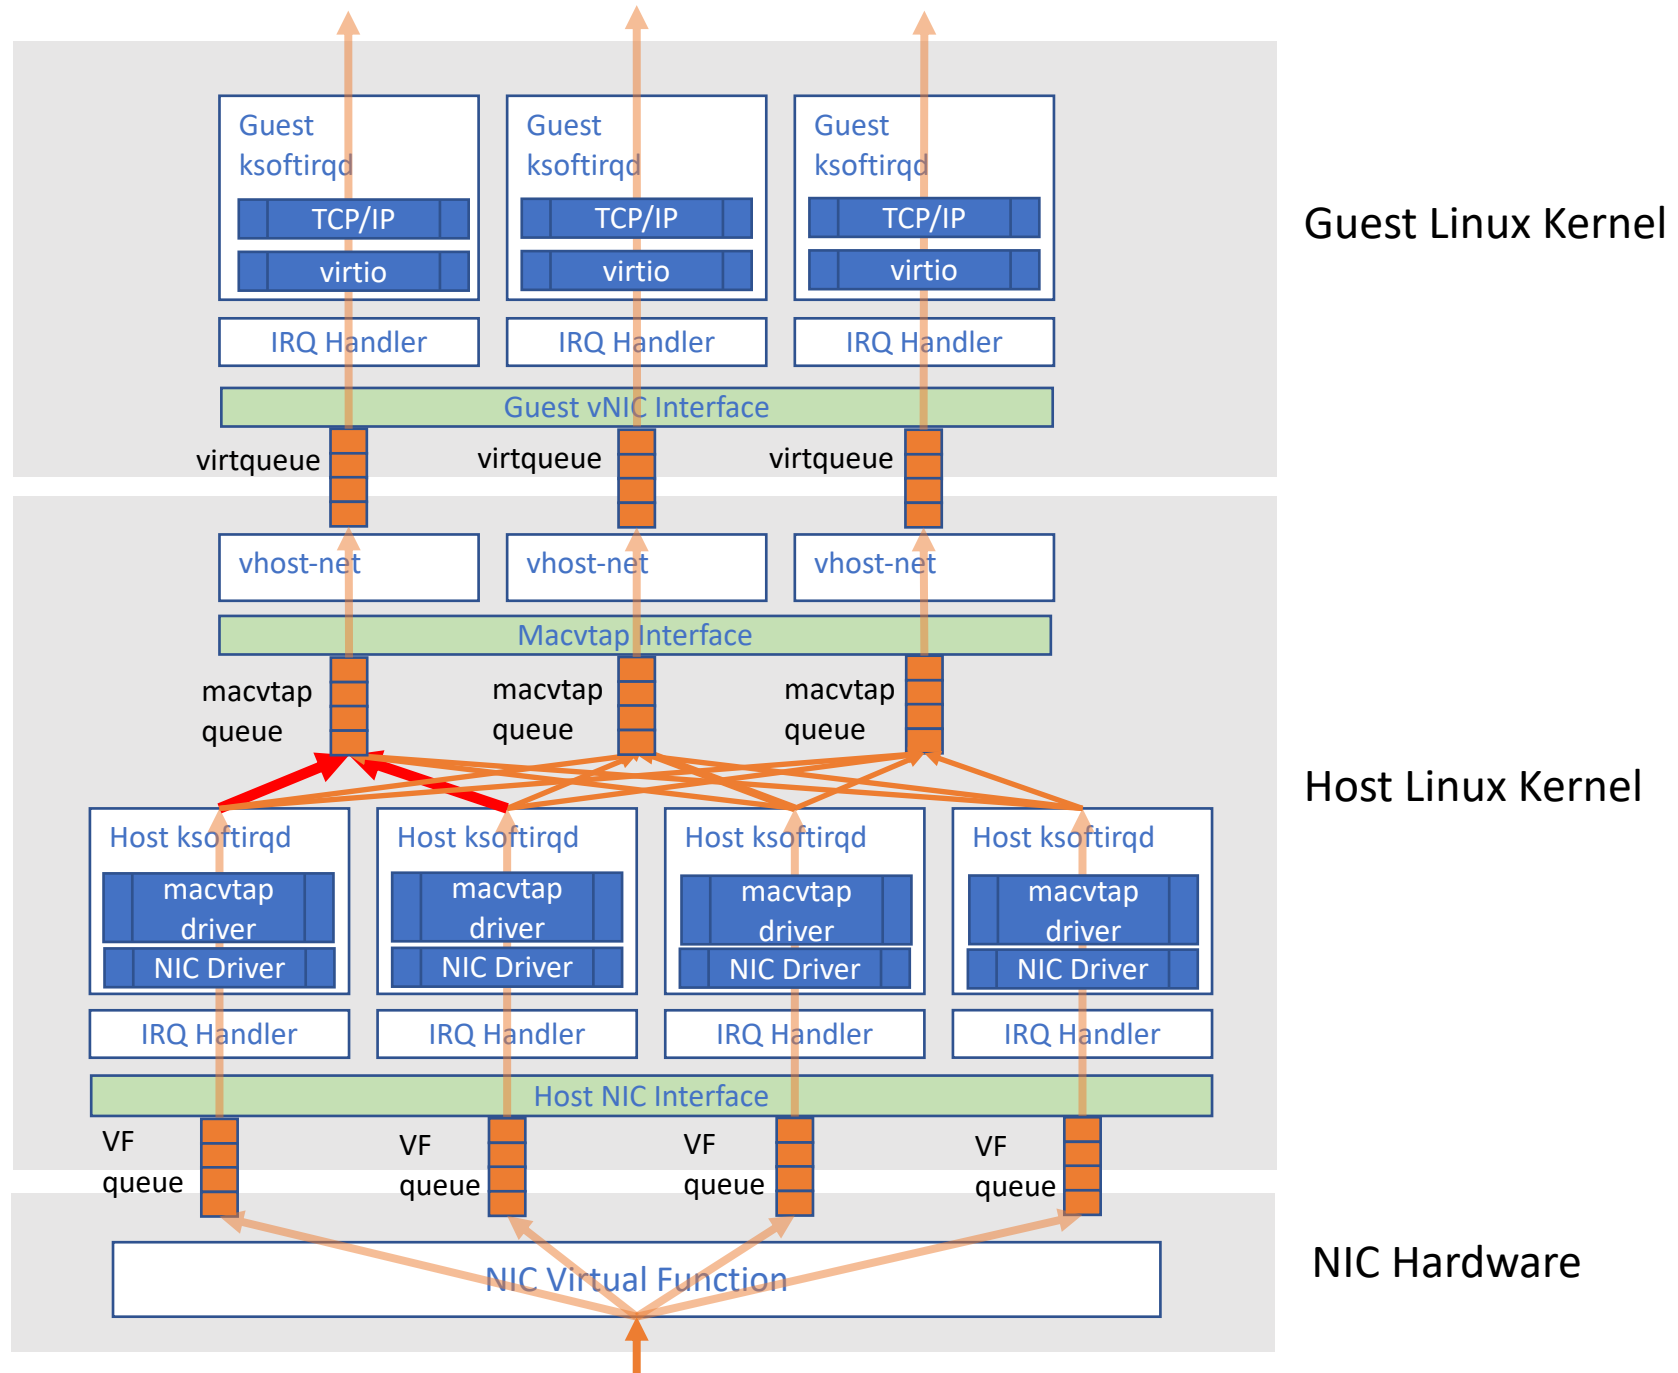 Guest
ksoftirqd
TCP/IP
virtio
IRQ Handler
Guest
ksoftirqd
TCP/IP
virtio
IRQ Handler
Guest
ksoftirqd
TCP/IP
virtio
IRQ Handler
Guest Linux Kernel
Guest vNIC Interface
virtqueue
virtqueue
virtqueue
vhost-net
vhost-net
vhost-net
Macvtap Interface
macvtap
queue
macvtap
queue
macvtap
queue
Host Linux Kernel
Host ksoftirqd
macvtap
driver
NIC Driver
IRQ Handler
Host ksoftirqd
macvtap
driver
NIC Driver
IRQ Handler
Host ksoftirqd
macvtap
driver
NIC Driver
IRQ Handler
Host ksoftirqd
macvtap
driver
NIC Driver
IRQ Handler
Host NIC Interface
VF
queue
VF
queue
VF
queue
VF
queue
NIC Virtual Function
NIC Hardware